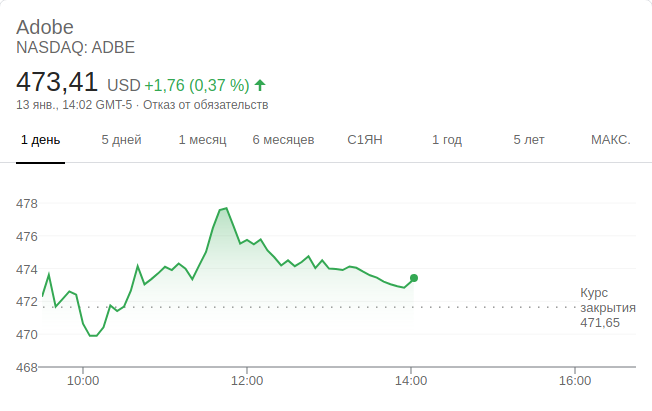 Adobe
NASDAQ: ADBE
473,41 USD +1,76 (0,37 %)
13 янв., 14:02 GMT-5 · Отказ от обязательств
1 день 5 дней 1 месяц 6 месяцев С1ЯН 1 год 5 лет МАКС.
478
476
474
472
470
468
Курс
закрытия
471,65
10:00 12:00 14:00 16:00